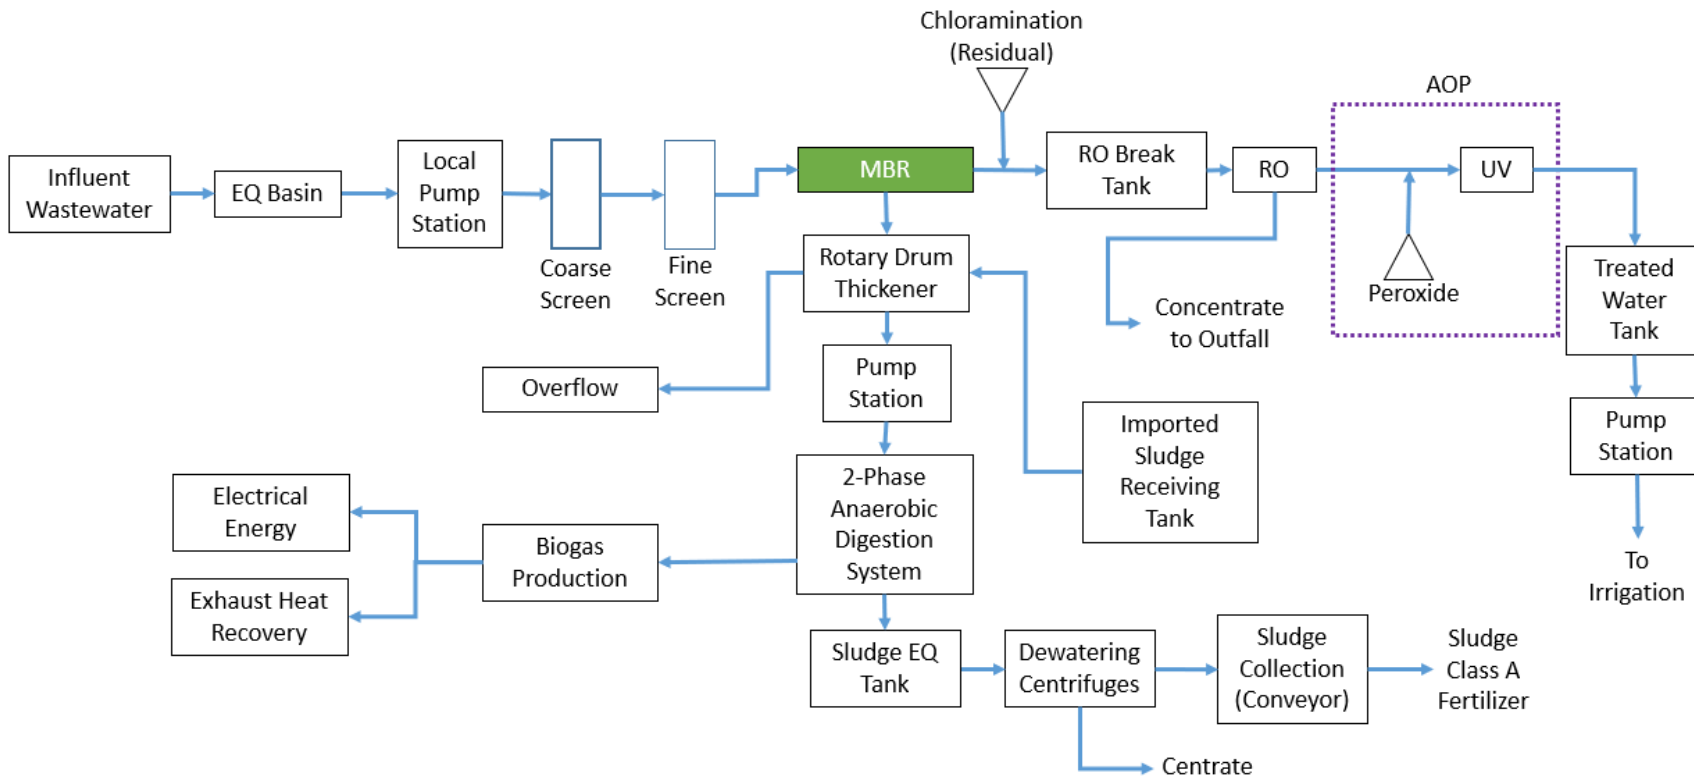 Chloramination
(Residual)
AOP
Influent
Wastewater
EQ Basin
Local
Pump
Station
Coarse
Screen
Fine
Screen
MBR
RO Break
Tank
RO
UV
Peroxide
Concentrate
to Outfall
Treated
Water
Tank
Rotary Drum
Thickener
Overflow
Pump
Station
Imported
Sludge
Receiving
Tank
Pump
Station
To
Irrigation
2-Phase
Anaerobic
Digestion
System
Electrical
Energy
Biogas
Production
Exhaust Heat
Recovery
Sludge EQ
Tank
Dewatering
Centrifuges
Sludge
Collection
(Conveyor)
Sludge
Class A
Fertilizer
Centrate